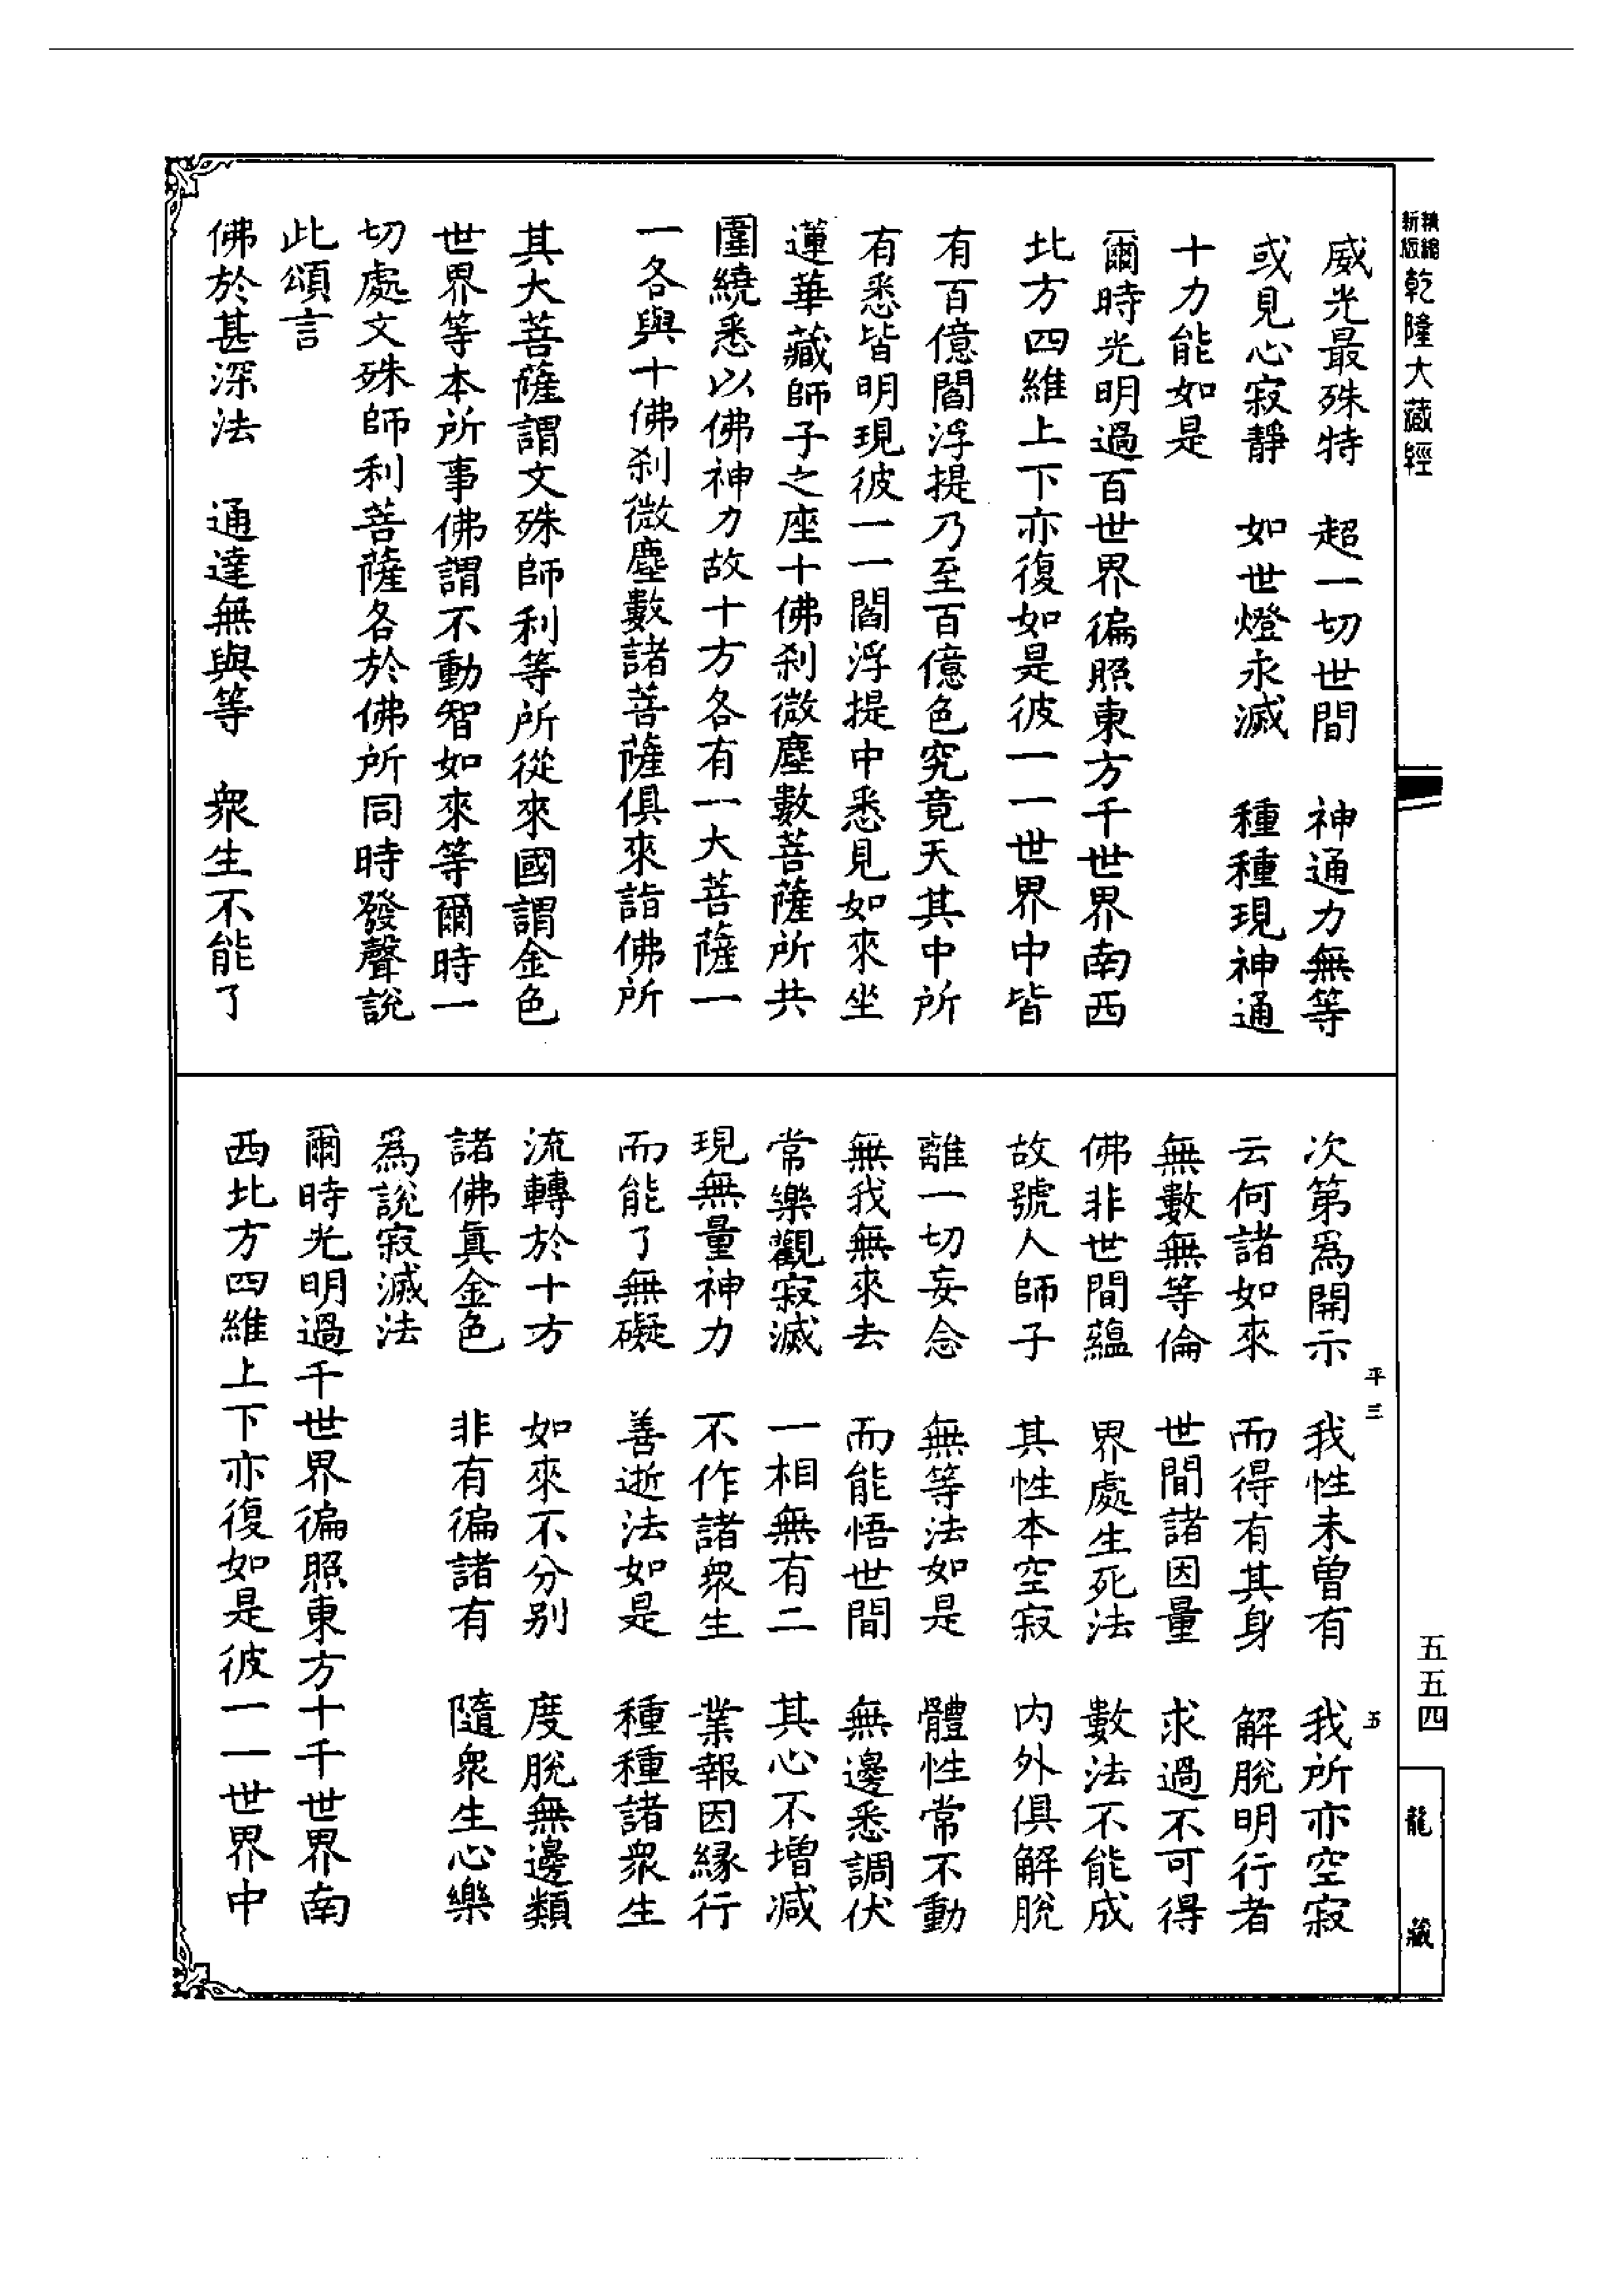 新版精縮乾隆大藏經
威光最殊特　超一切世間　神通力無等
或見心寂靜　如世燈永滅　種種現神通
十力能如是
爾時光明過百世界徧照東方千世界南西
北方四維上下亦復如是彼一一世界中皆
有百億閻浮提乃至百億色究竟天其中所
有悉皆明現彼一一閻浮提中悉見如來坐
蓮華藏師子之座十佛刹微塵數菩薩所共
圍繞悉以佛神力故十方各有一大菩薩一
一各與十佛刹微塵數諸菩薩俱來詣佛所
其大菩薩謂文殊師利等所從來國謂金色
世界等本所事佛謂不動智如來等爾時一
切處文殊師利菩薩各於佛所同時發聲說
此頌言
佛於甚深法　通達無與等　衆生不能了
次第爲開示　我性未曾有　我所亦空寂
云何諸如來　而得有其身　解脫明行者
無數無等倫　世間諸因量　求過不可得
佛非世間蘊　界處生死法　數法不能成
故號人師子　其性本空寂　内外俱解脫
離一切妄念　無等法如是　體性常不動
無我無來去　而能悟世間　無邊悉調伏
常樂觀寂滅　一相無有二　其心不增減
現無量神力　不作諸衆生　業報因緣行
而能了無礙　善逝法如是　種種諸衆生
流轉於十方　如來不分别　度脫無邊類
諸佛眞金色　非有徧諸有　隨衆生心樂
爲說寂滅法
爾時光明過千世界徧照東方十千世界南
西北方四維上下亦復如是彼一一世界中
平三　五
五五四
龍藏